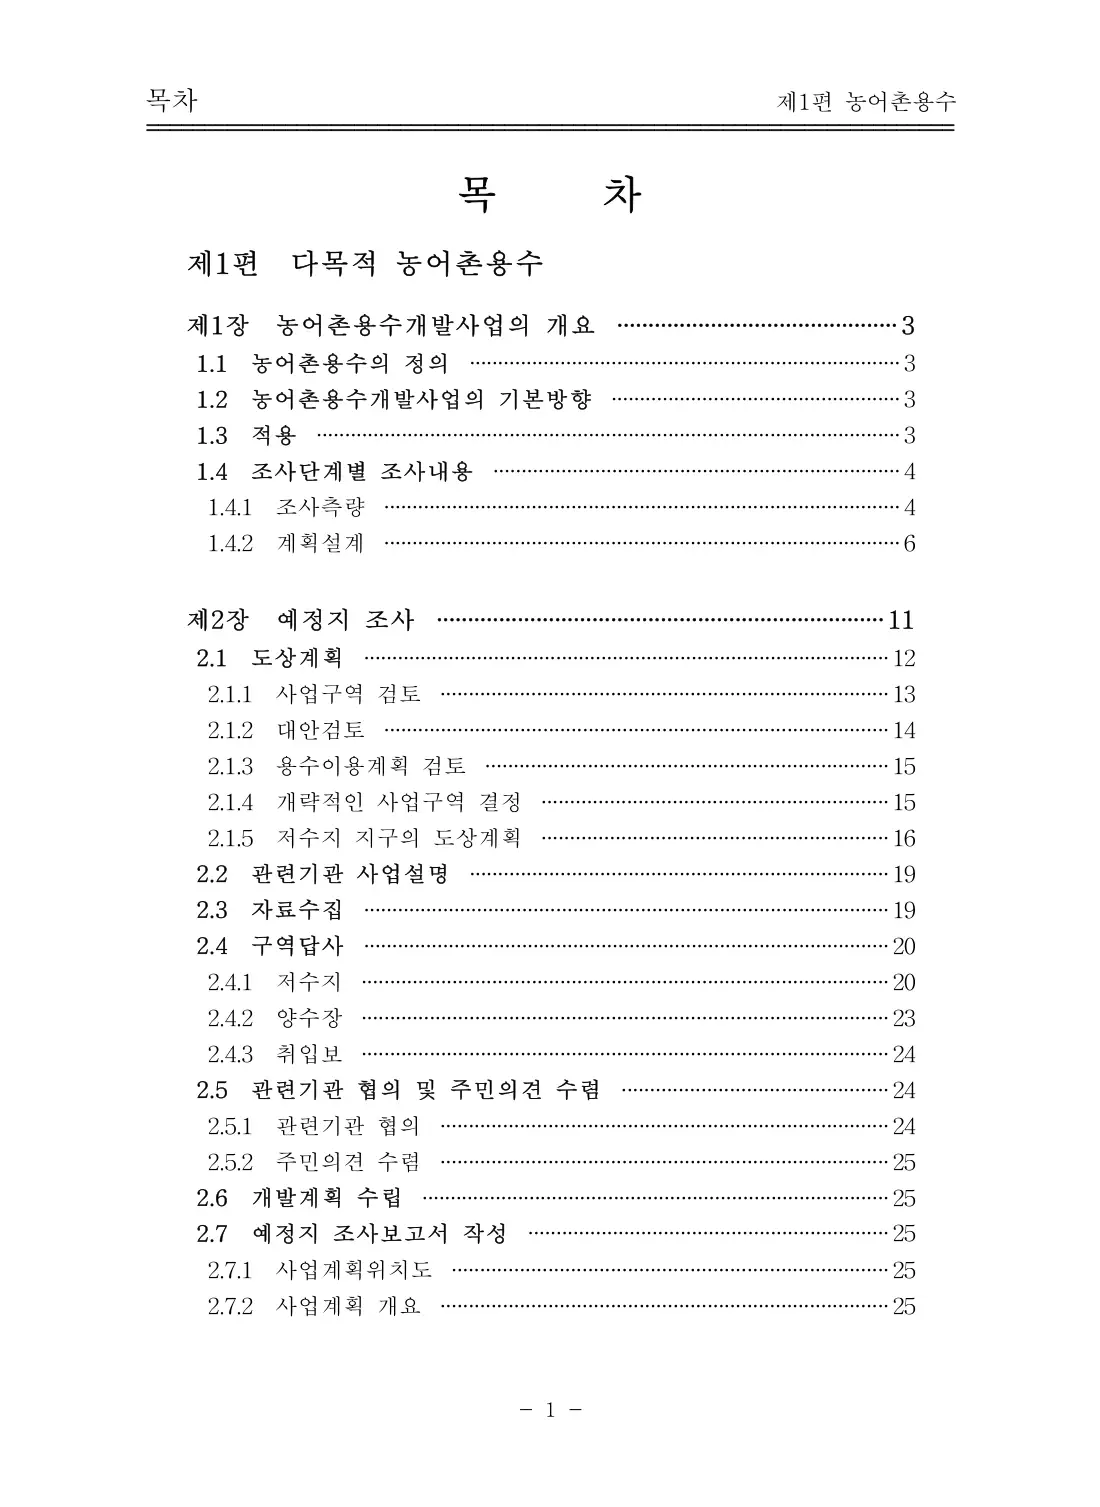 목차 제1편 농어촌용수
목 차
제1편 다목적 농어촌용수
제1장 농어촌용수개발사업의 개요 ················ 3
1.1 농어촌용수의 정의 ················ 3
1.2 농어촌용수개발사업의 기본방향 ················ 3
1.3 적용 ················ 3
1.4 조사단계별 조사내용 ················ 4
1.4.1 조사측량 ················ 4
1.4.2 계획설계 ················ 6
제2장 예정지 조사 ················ 11
2.1 도상계획 ················ 12
2.1.1 사업구역 검토 ················ 13
2.1.2 대안검토 ················ 14
2.1.3 용수이용계획 검토 ················ 15
2.1.4 개략적인 사업구역 결정 ················ 15
2.1.5 저수지 지구의 도상계획 ················ 16
2.2 관련기관 사업설명 ················ 19
2.3 자료수집 ················ 19
2.4 구역답사 ················ 20
2.4.1 저수지 ················ 20
2.4.2 양수장 ················ 23
2.4.3 취입보 ················ 24
2.5 관련기관 협의 및 주민의견 수렴 ················ 24
2.5.1 관련기관 협의 ················ 24
2.5.2 주민의견 수렴 ················ 25
2.6 개발계획 수립 ················ 25
2.7 예정지 조사보고서 작성 ················ 25
2.7.1 사업계획위치도 ················ 25
2.7.2 사업계획 개요 ················ 25
- 1 -